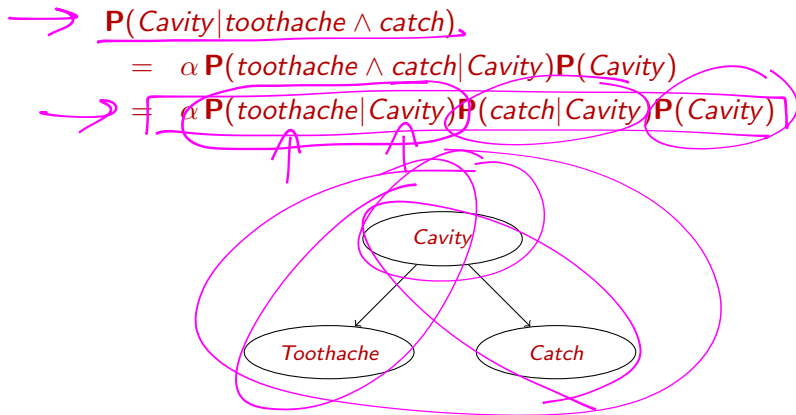 P(Cavity|toothache ∧ catch)
= α P(toothache ∧ catch|Cavity)P(Cavity)
= α P(toothache|Cavity)P(catch|Cavity)P(Cavity)
Cavity
Toothache Catch